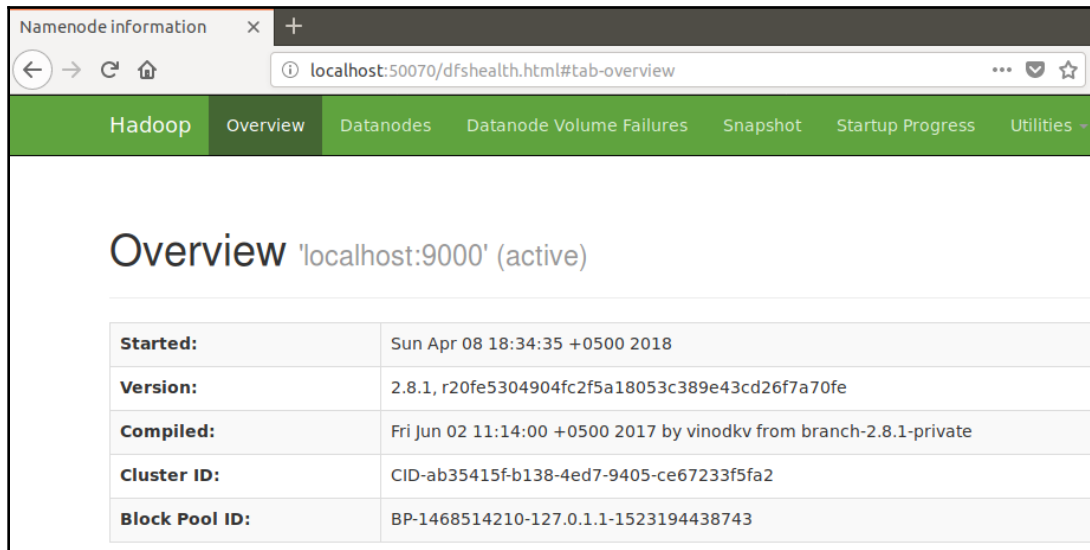 Namenode information
localhost:50070/dfshealth.html#tab-overview
Hadoop Overview Datanodes Datanode Volume Failures Snapshot Startup Progress Utilities
Overview 'localhost:9000' (active)
Started: Sun Apr 08 18:34:35 +0500 2018
Version: 2.8.1, r20fe5304904fc2f5a18053c389e43cd26f7a70fe
Compiled: Fri Jun 02 11:14:00 +0500 2017 by vinodkv from branch-2.8.1-private
Cluster ID: CID-ab35415f-b138-4ed7-9405-ce67233f5fa2
Block Pool ID: BP-1468514210-127.0.1.1-1523194438743